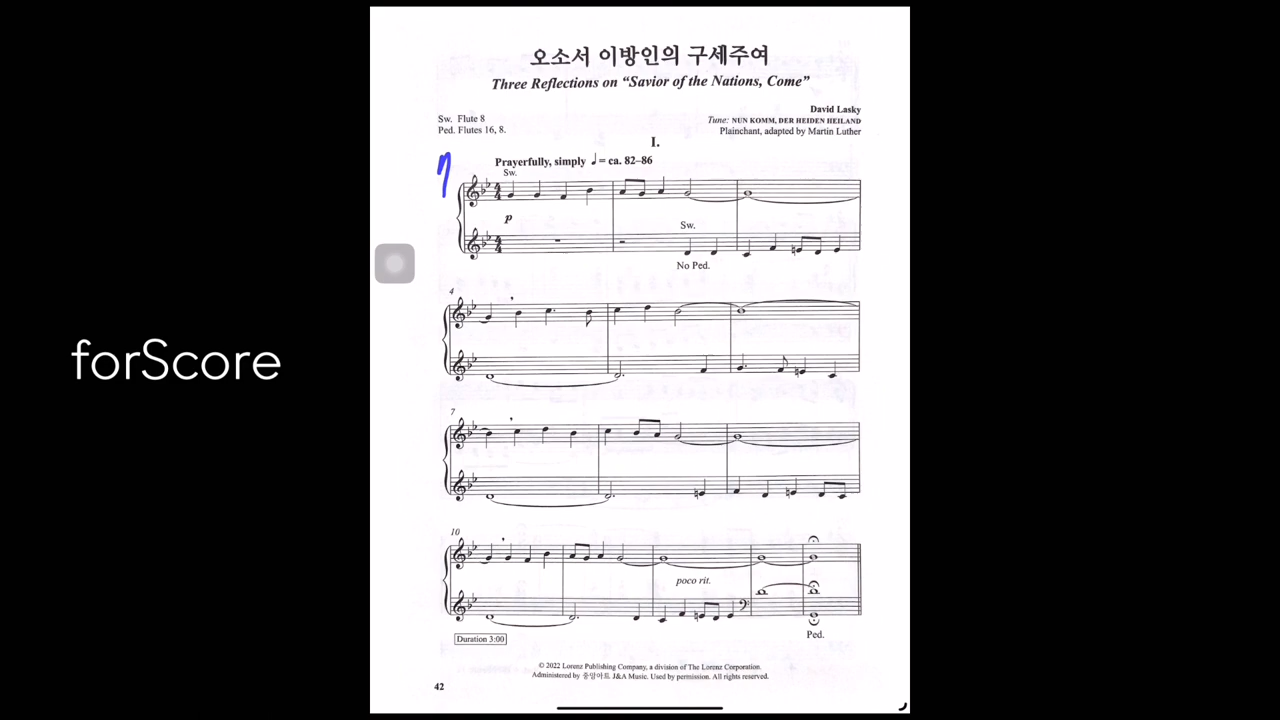 forScore
오소서 이방인의 구세주여
Three Reflections on “Savior of the Nations, Come”
Sw. Flute 8
Ped. Flutes 16, 8.
David Lasky
Tune: NUN KOMM, DER HEIDEN HEILAND
Plainchant, adapted by Martin Luther
I.
Prayerfully, simply ♩ = ca. 82–86
Sw.
p
Sw.
No Ped.
4
7
10
poco rit.
Ped.
Duration 3:00
© 2022 Lorenz Publishing Company, a division of The Lorenz Corporation.
Administered by 중앙아트 J&A Music. Used by permission. All rights reserved.
42